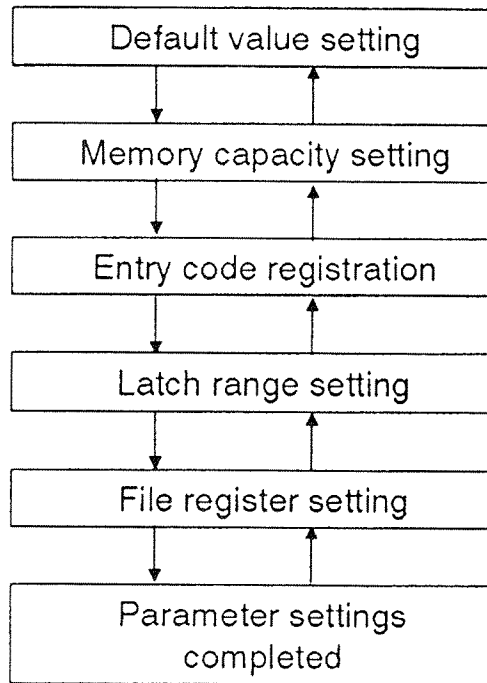 Default value setting
Memory capacity setting
Entry code registration
Latch range setting
File register setting
Parameter settings
completed